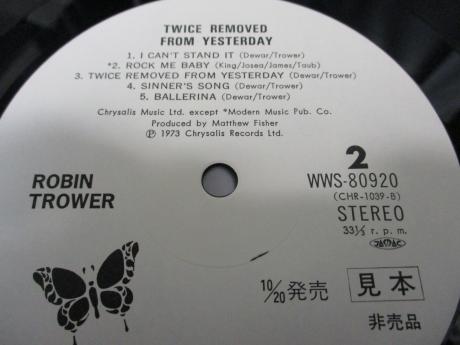 TWICE REMOVED
FROM YESTERDAY
1. I CAN'T STAND IT (Dewar/Trower)
*2. ROCK ME BABY (King/Josea/James/Taub)
3. TWICE REMOVED FROM YESTERDAY (Dewar/Trower)
4. SINNER'S SONG (Dewar/Trower)
5. BALLERINA (Dewar/Trower)
Chrysalis Music Ltd. except *Modern Music Pub. Co.
Produced by Matthew Fisher
Ⓟ 1973 Chrysalis Records Ltd.
ROBIN
TROWER
2
WWS-80920
(CHR-1039-B)
STEREO
33⅓ r. p. m.
JASRAC
10/20発売
見本
非売品